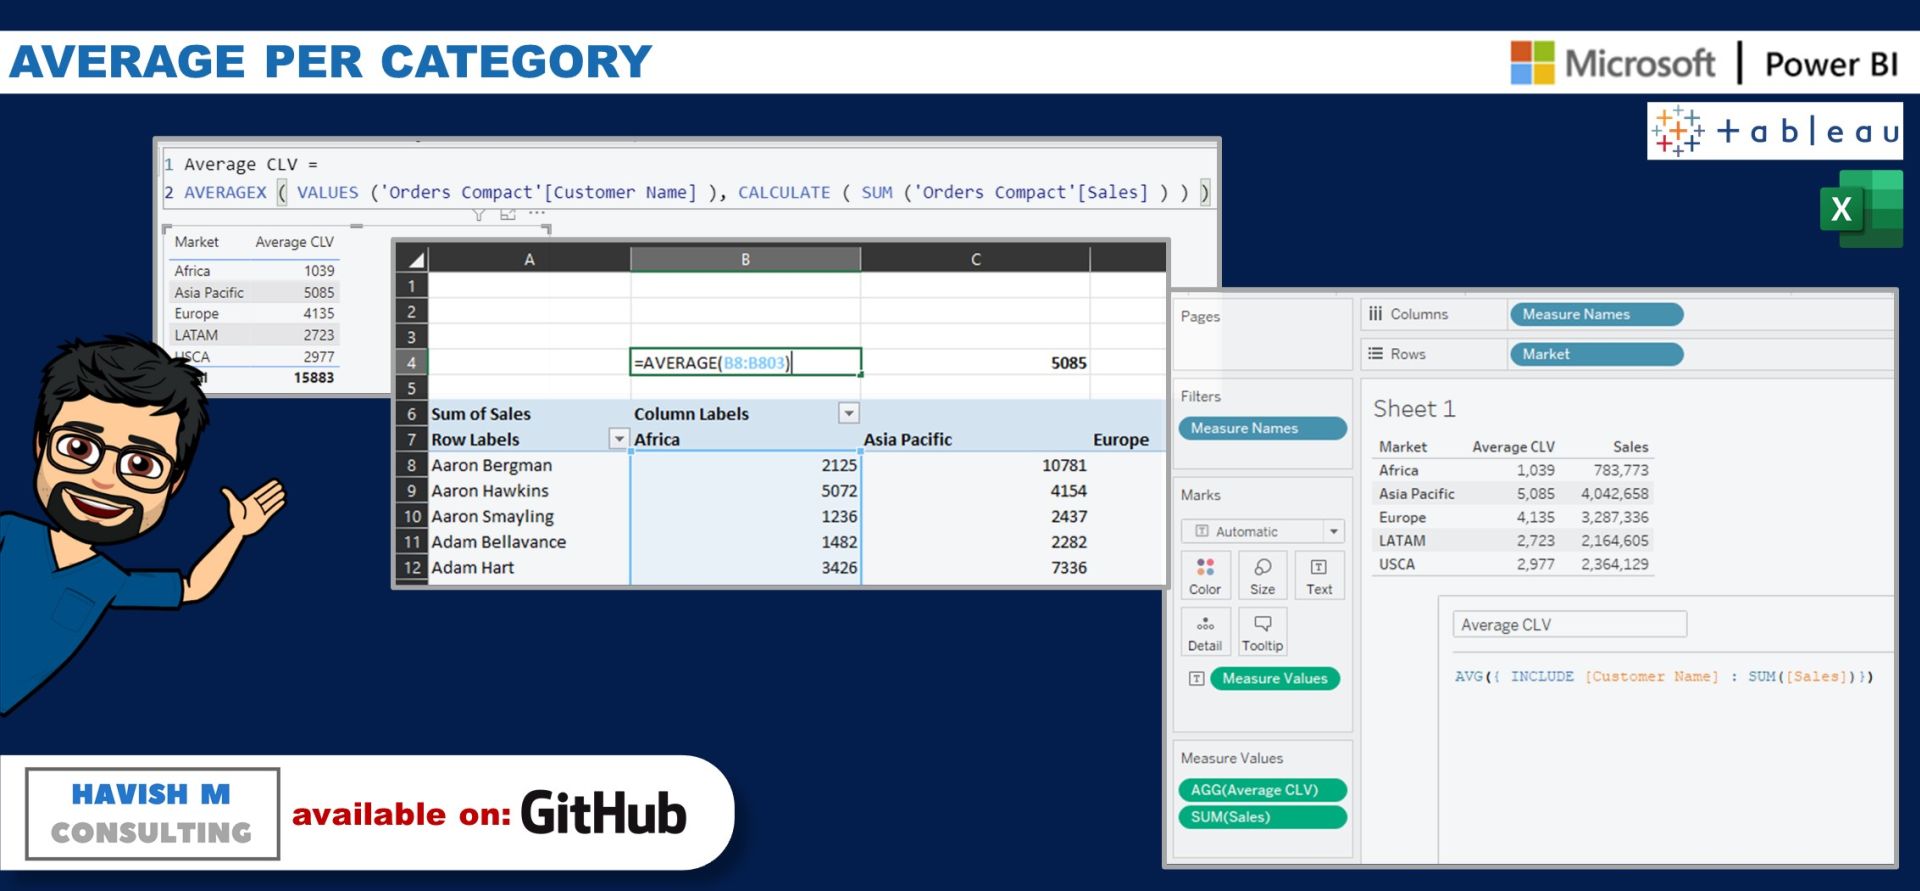 AVERAGE PER CATEGORY
Microsoft | Power BI
+ableau
X
1 Average CLV =
2 AVERAGEX ( VALUES ('Orders Compact'[Customer Name] ), CALCULATE ( SUM ('Orders Compact'[Sales] ) ) )
Market Average CLV
Africa 1039
Asia Pacific 5085
Europe 4135
LATAM 2723
USCA 2977
15883
A B C
1
2
3
4 =AVERAGE(B8:B803) 5085
5
6 Sum of Sales Column Labels
7 Row Labels Africa Asia Pacific Europe
8 Aaron Bergman 2125 10781
9 Aaron Hawkins 5072 4154
10 Aaron Smayling 1236 2437
11 Adam Bellavance 1482 2282
12 Adam Hart 3426 7336
Pages
Filters
Measure Names
Marks
Automatic
Color Size Text
Detail Tooltip
Measure Values
Measure Values
AGG(Average CLV)
SUM(Sales)
Columns Measure Names
Rows Market
Sheet 1
Market Average CLV Sales
Africa 1,039 783,773
Asia Pacific 5,085 4,042,658
Europe 4,135 3,287,336
LATAM 2,723 2,164,605
USCA 2,977 2,364,129
Average CLV
AVG({ INCLUDE [Customer Name] : SUM([Sales])})
HAVISH M
CONSULTING
available on: GitHub